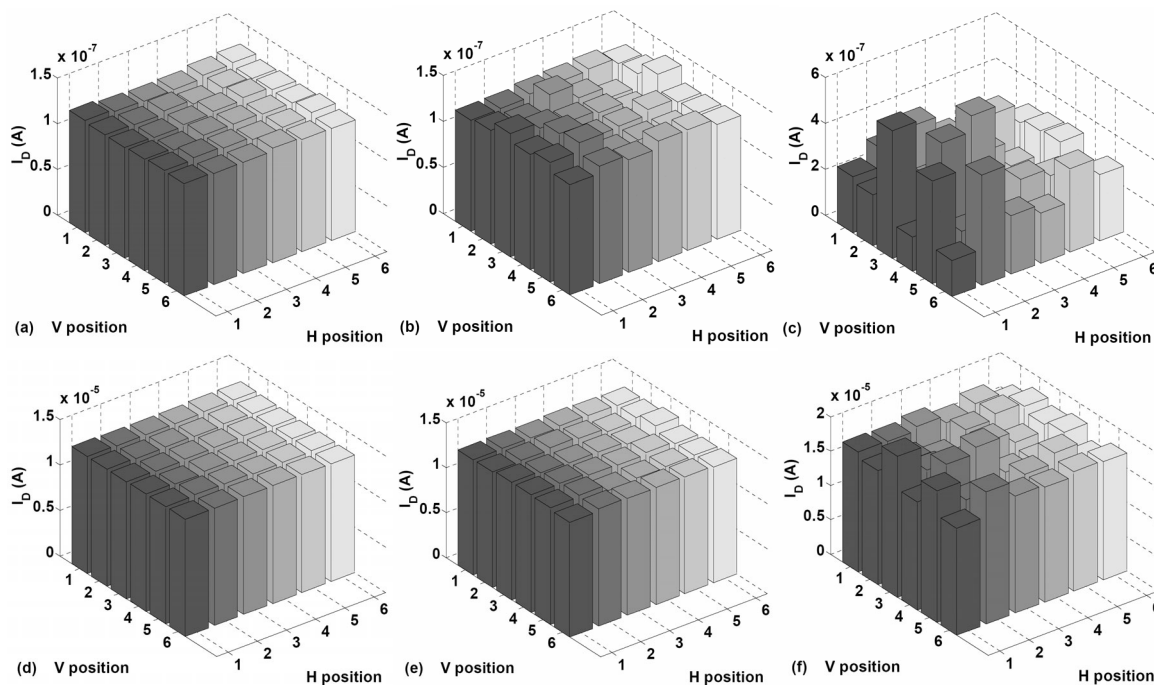 x 10-7
1.5
1
0.5
0
I_D (A)
1 2 3 4 5 6
1 2 3 4 5 6
(a) V position H position
x 10-7
1.5
1
0.5
0
I_D (A)
1 2 3 4 5 6
1 2 3 4 5 6
(b) V position H position
x 10-7
6
4
2
0
I_D (A)
1 2 3 4 5 6
1 2 3 4 5 6
(c) V position H position
x 10-5
1.5
1
0.5
0
I_D (A)
1 2 3 4 5 6
1 2 3 4 5 6
(d) V position H position
x 10-5
1.5
1
0.5
0
I_D (A)
1 2 3 4 5 6
1 2 3 4 5 6
(e) V position H position
x 10-5
2
1.5
1
0.5
0
I_D (A)
1 2 3 4 5 6
1 2 3 4 5 6
(f) V position H position